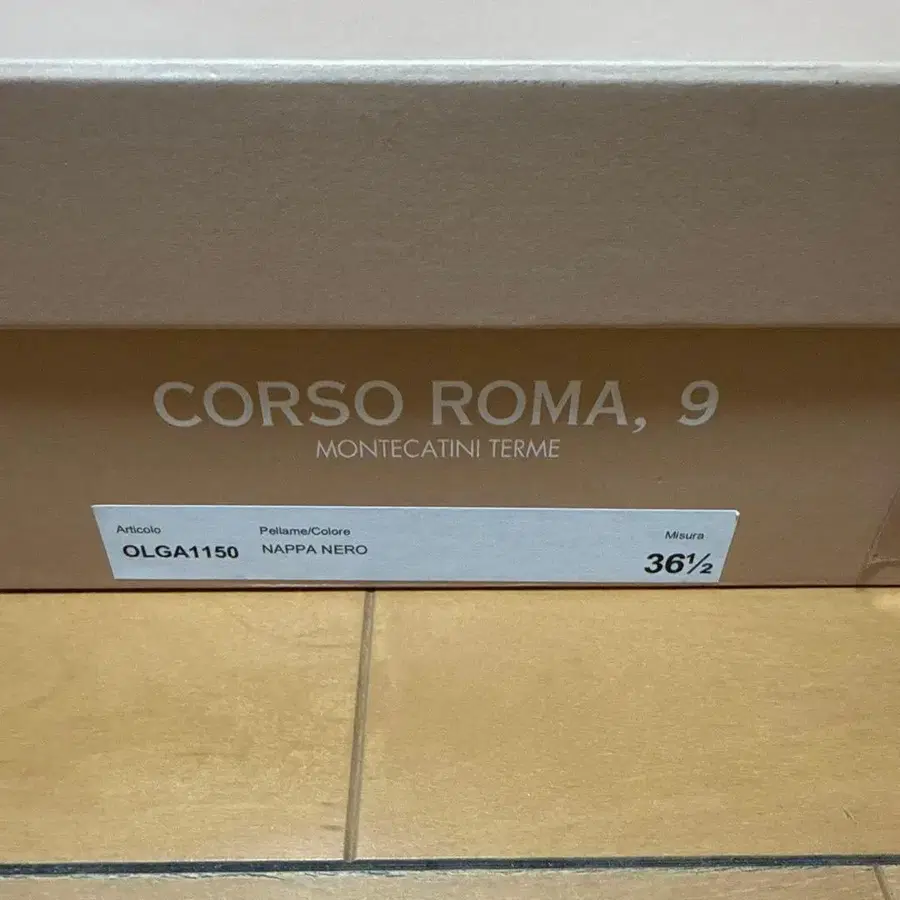 CORSO ROMA, 9
MONTECATINI TERME
Articolo Pellame/Colore Misura
OLGA1150 NAPPA NERO 36½